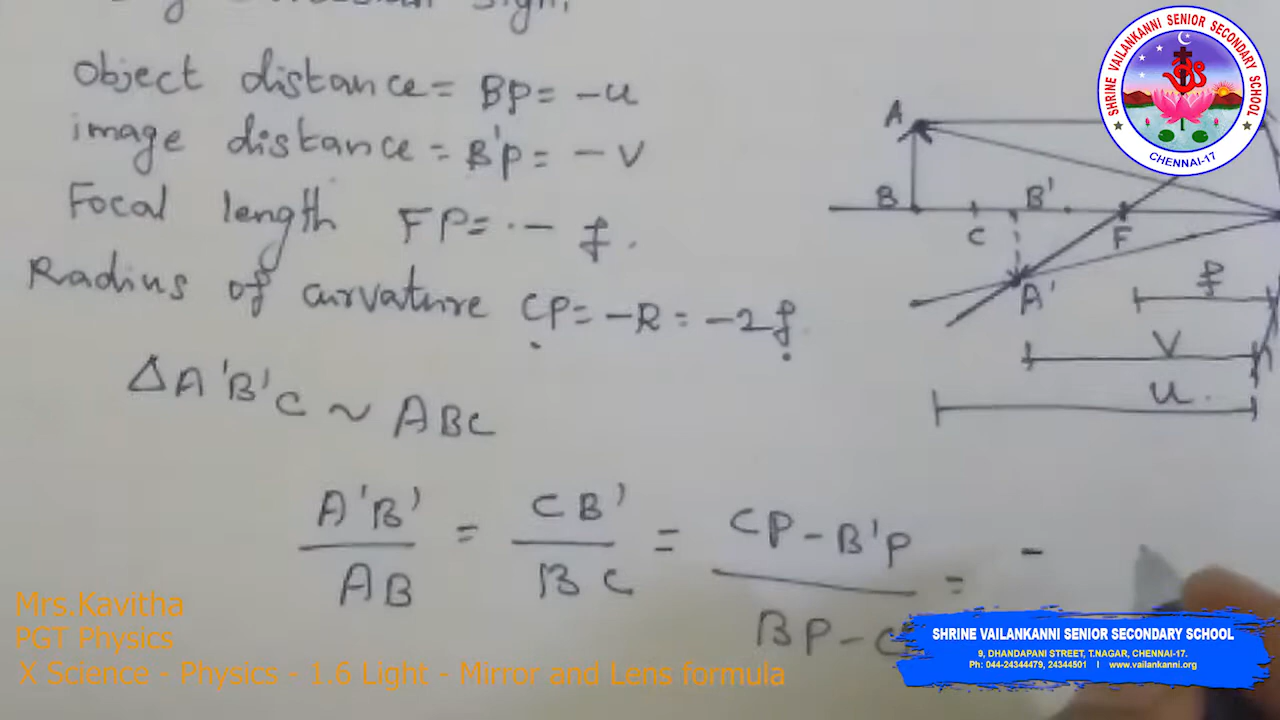 Object distance = BP = -u
image distance = B'P = -v
Focal length FP = - f.
Radius of curvature CP = -R = -2f
ΔA'B'C ~ ABC
A'B' / AB = CB' / BC = CP - B'P / BP - C
-
A
B
C
B'
F
A'
f
v
u.
SHRINE VAILANKANNI SENIOR SECONDARY SCHOOL
CHENNAI-17
Mrs.Kavitha
PGT Physics
X Science - Physics - 1.6 Light - Mirror and Lens formula
SHRINE VAILANKANNI SENIOR SECONDARY SCHOOL
9, DHANDAPANI STREET, T.NAGAR, CHENNAI-17.
Ph: 044-24344479, 24344501 | www.vailankanni.org